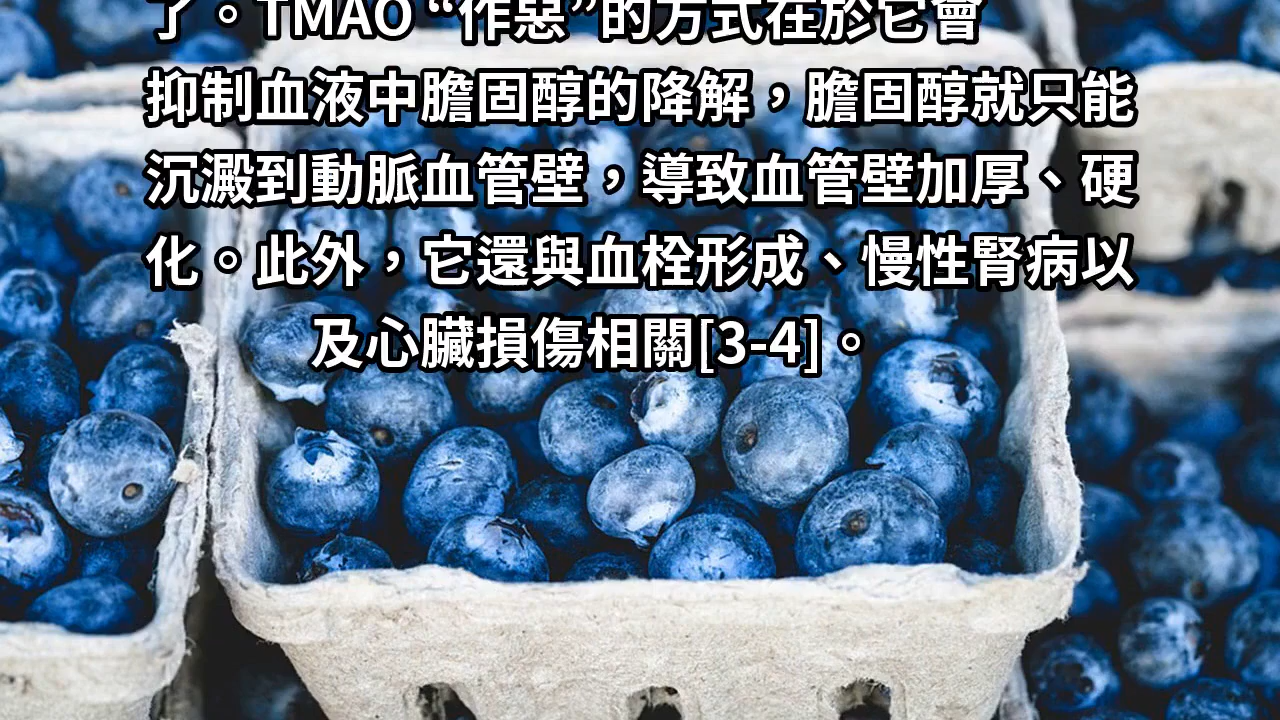 了。TMAO “作惡”的方式在於它會
抑制血液中膽固醇的降解，膽固醇就只能
沉澱到動脈血管壁，導致血管壁加厚、硬
化。此外，它還與血栓形成、慢性腎病以
及心臟損傷相關[3-4]。